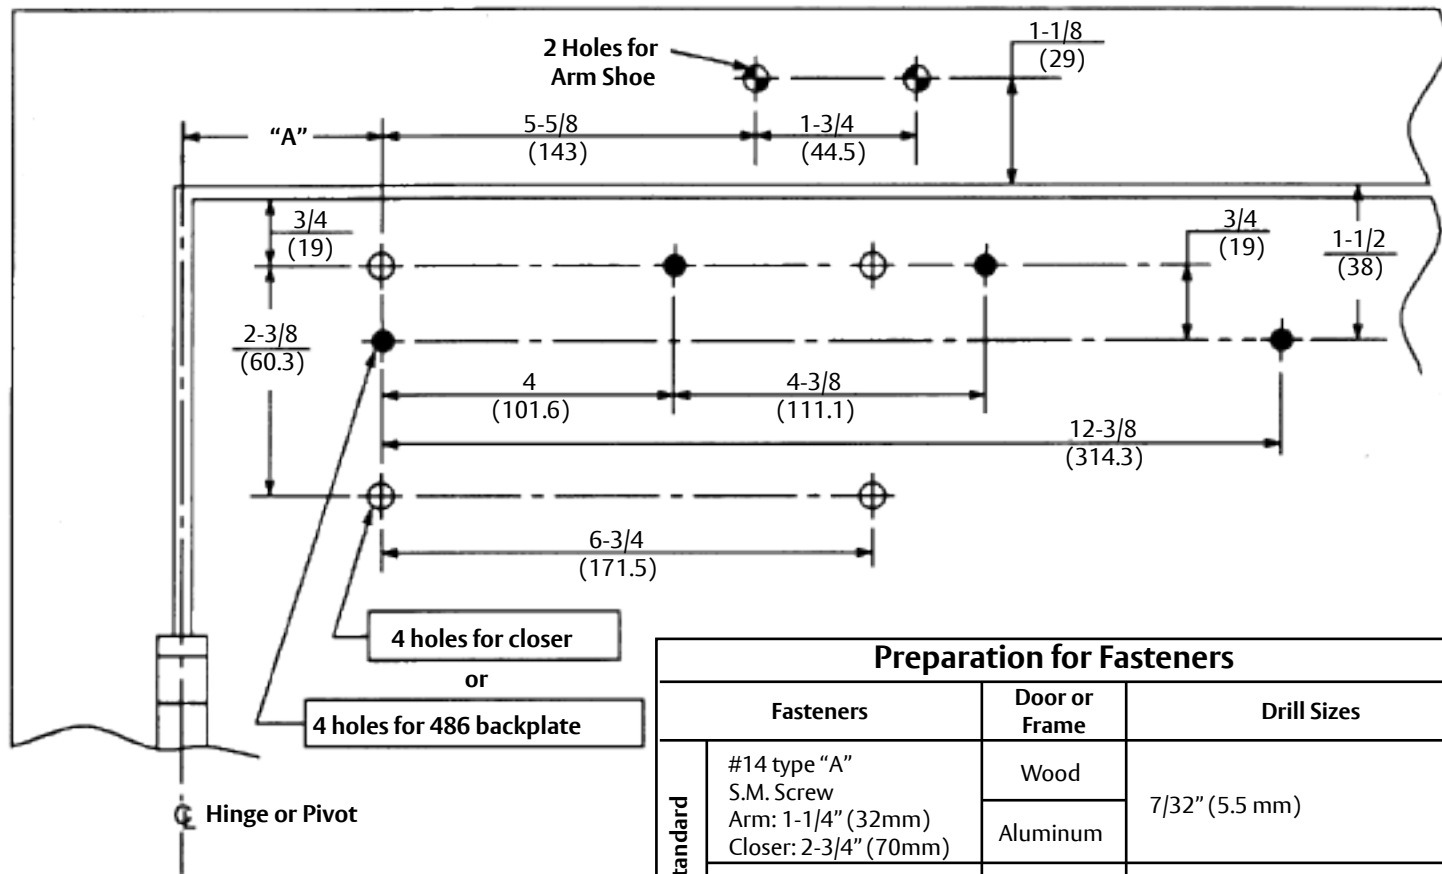 2 Holes for
Arm Shoe
1-1/8
(29)
“A”
5-5/8
(143)
1-3/4
(44.5)
3/4
(19)
3/4
(19)
1-1/2
(38)
2-3/8
(60.3)
4
(101.6)
4-3/8
(111.1)
12-3/8
(314.3)
6-3/4
(171.5)
4 holes for closer
or
4 holes for 486 backplate
℄ Hinge or Pivot
Preparation for Fasteners
Fasteners
Door or
Frame
Drill Sizes
tandard
#14 type “A”
S.M. Screw
Arm: 1-1/4” (32mm)
Closer: 2-3/4” (70mm)
Wood
Aluminum
7/32” (5.5 mm)